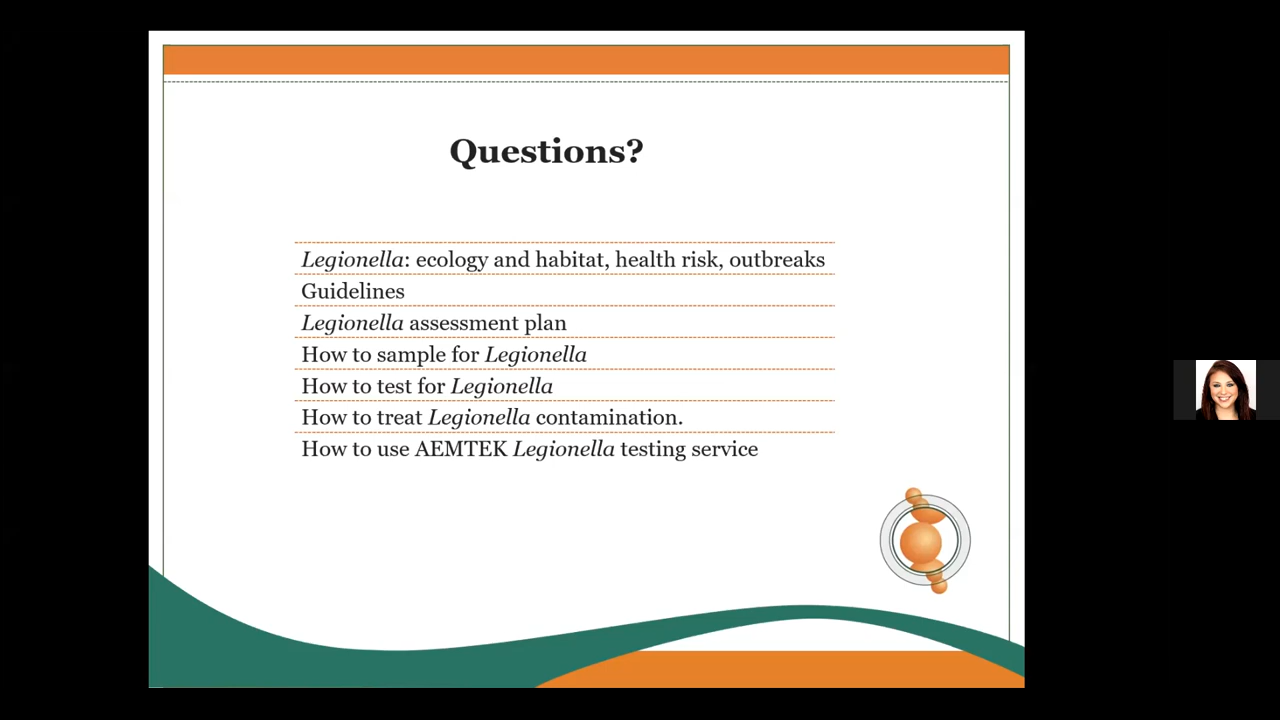 Questions?
Legionella: ecology and habitat, health risk, outbreaks
Guidelines
Legionella assessment plan
How to sample for Legionella
How to test for Legionella
How to treat Legionella contamination.
How to use AEMTEK Legionella testing service